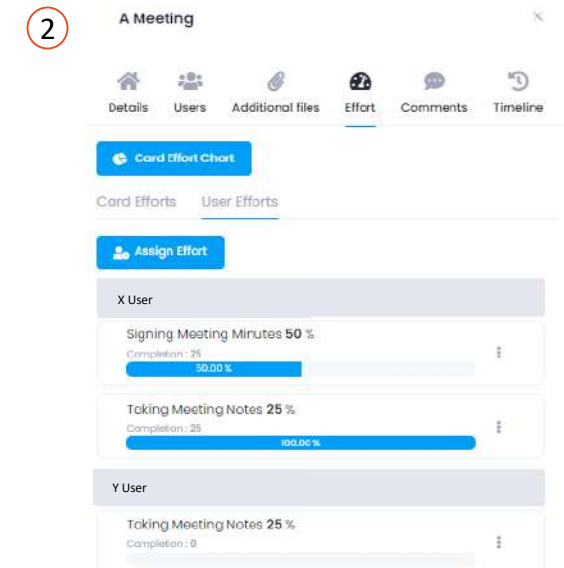 2
A Meeting
Details Users Additional files Effort Comments Timeline
Card Effort Chart
Card Efforts User Efforts
Assign Effort
X User
Signing Meeting Minutes 50 %
Completion : 25
50.00 %
Taking Meeting Notes 25 %
Completion : 25
100.00 %
Y User
Taking Meeting Notes 25 %
Completion : 0